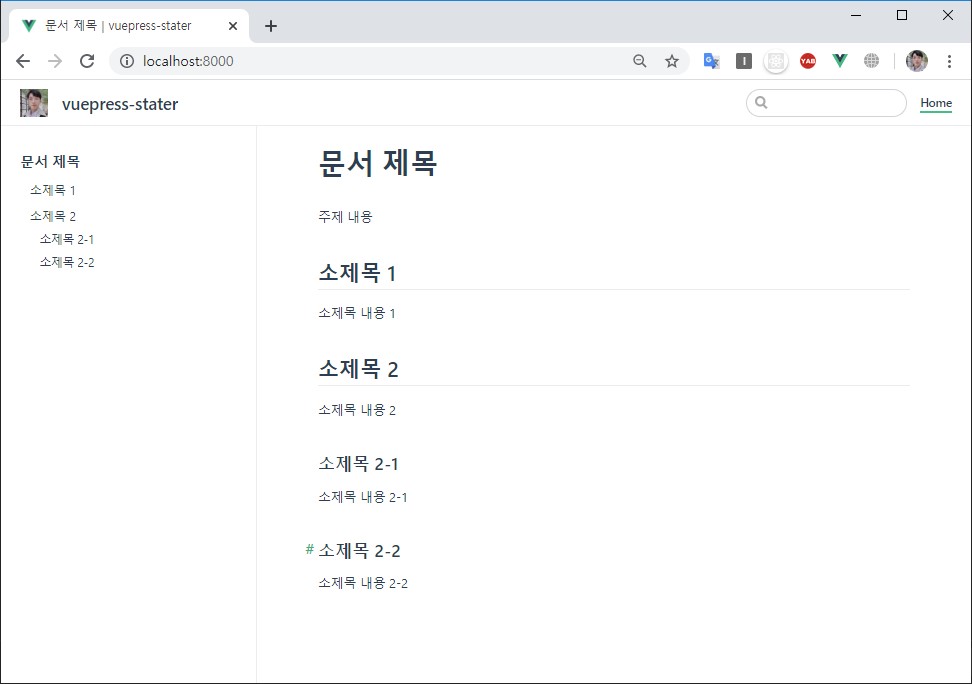 문서 제목 | vuepress-stater
localhost:8000
YAB
vuepress-stater
Home
문서 제목
소제목 1
소제목 2
소제목 2-1
소제목 2-2
문서 제목
주제 내용
소제목 1
소제목 내용 1
소제목 2
소제목 내용 2
소제목 2-1
소제목 내용 2-1
# 소제목 2-2
소제목 내용 2-2